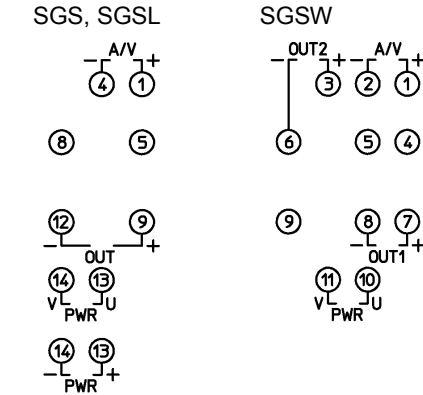 SGS, SGSL SGSW
− A/V + − OUT2 + − A/V +
4 1 3 2 1
8 5 6 5 4
12 9 9 8 7
− OUT + − OUT1 +
14 13 11 10
V PWR U V PWR U
14 13
− PWR +